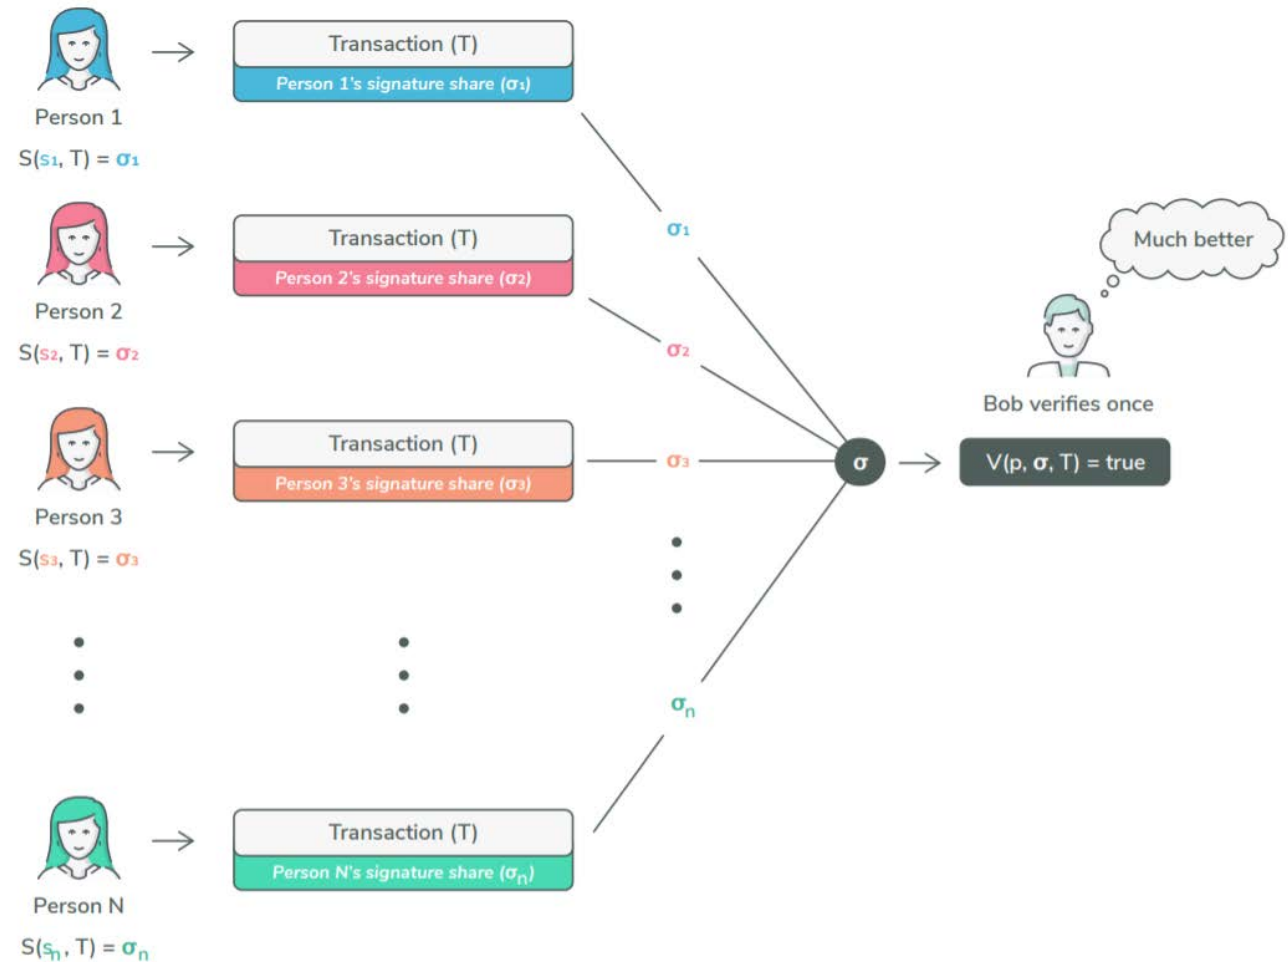 Transaction (T)
Person 1's signature share (σ₁)
Person 1
S(s₁, T) = σ₁
σ₁
Transaction (T)
Person 2's signature share (σ₂)
Person 2
S(s₂, T) = σ₂
σ₂
Much better
Bob verifies once
V(p, σ, T) = true
Transaction (T)
Person 3's signature share (σ₃)
Person 3
S(s₃, T) = σ₃
σ₃
σ
σₙ
Transaction (T)
Person N's signature share (σₙ)
Person N
S(sₙ, T) = σₙ